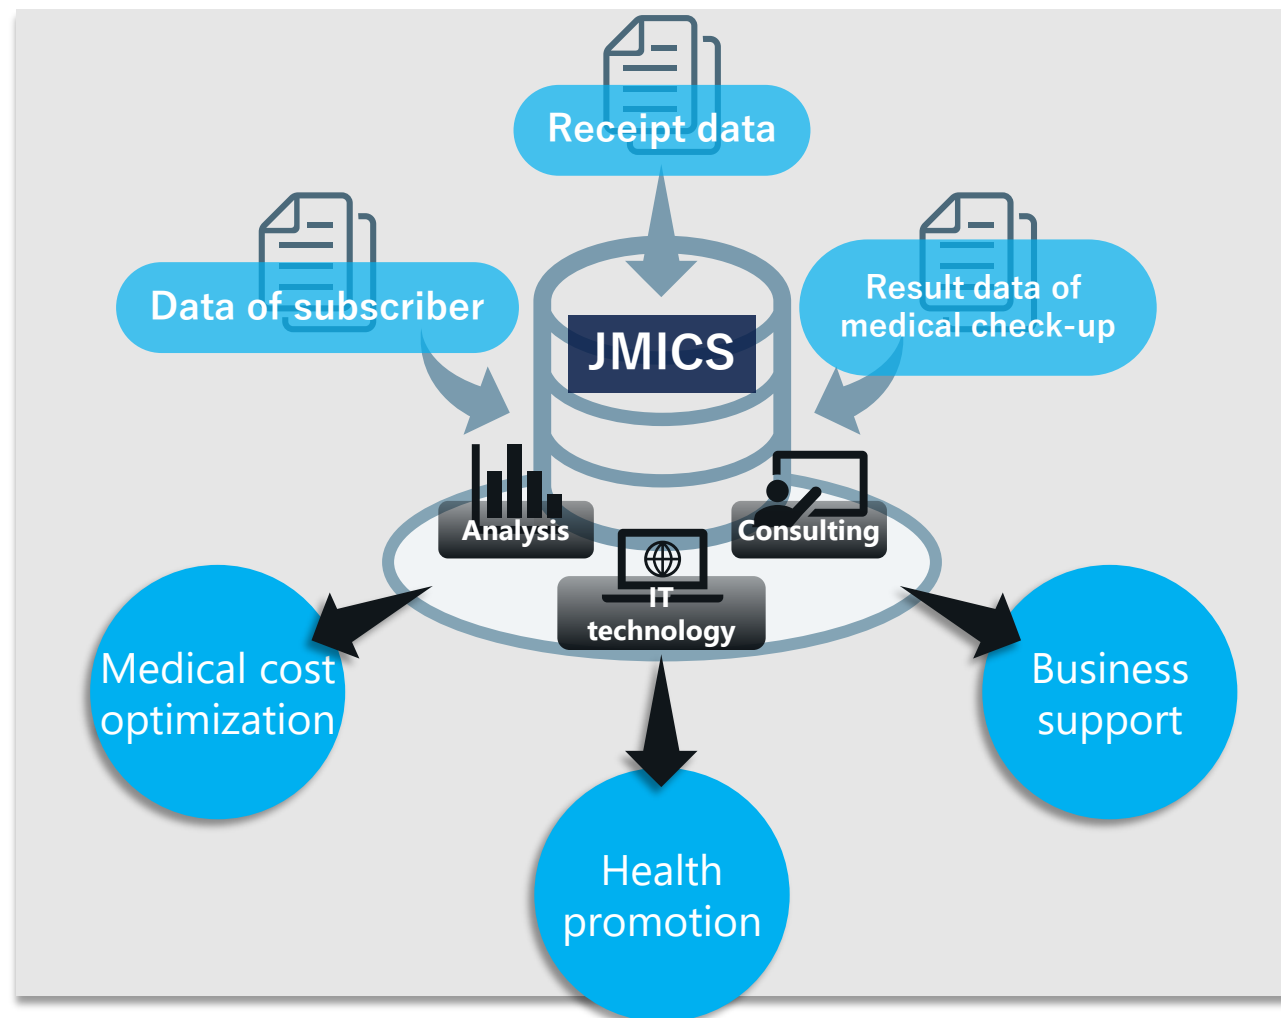 Receipt data
Data of subscriber
Result data of
medical check-up
JMICS
Analysis
Consulting
IT
technology
Medical cost
optimization
Business
support
Health
promotion